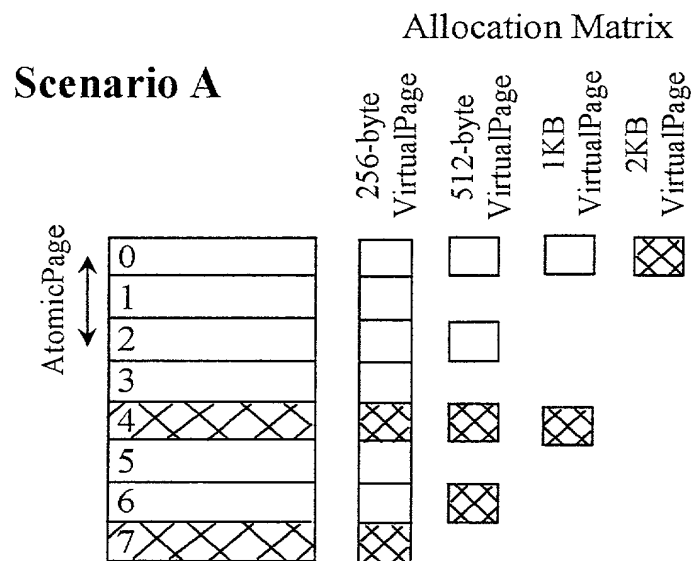 Allocation Matrix
Scenario A
256-byte
VirtualPage
512-byte
VirtualPage
1KB
VirtualPage
2KB
VirtualPage
AtomicPage
0
1
2
3
4
5
6
7